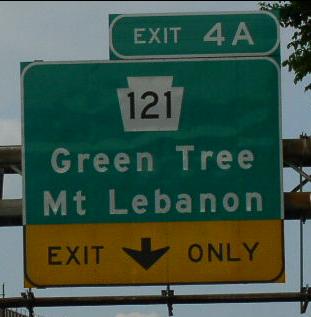 EXIT 4A
121
Green Tree
Mt Lebanon
EXIT ONLY